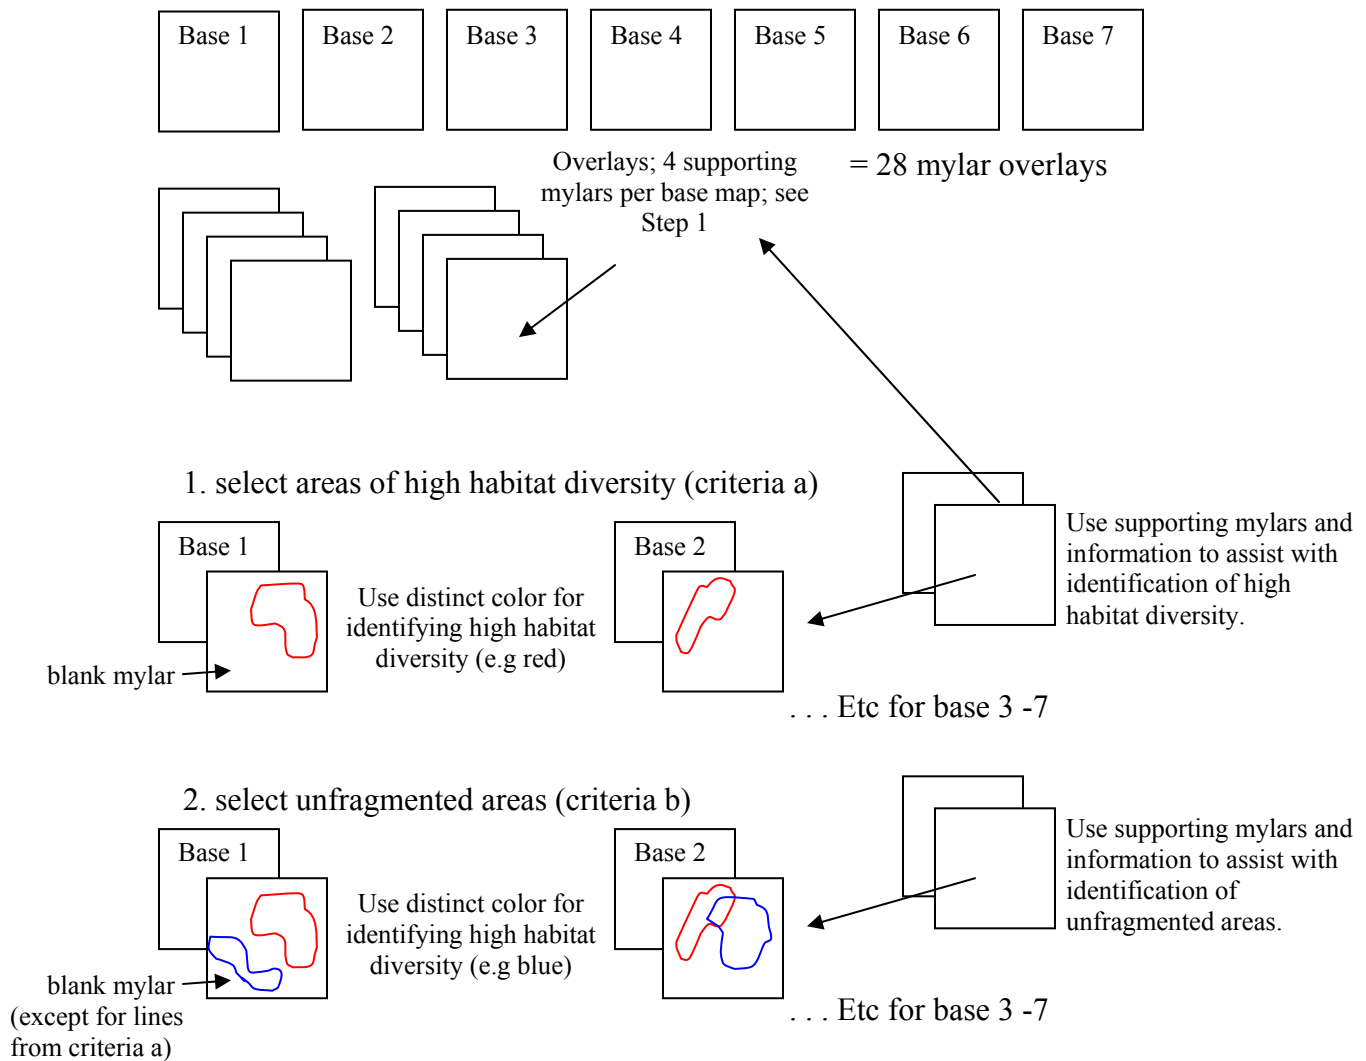 Base 1
Base 2
Base 3
Base 4
Base 5
Base 6
Base 7
Overlays; 4 supporting
mylars per base map; see
Step 1
= 28 mylar overlays
1. select areas of high habitat diversity (criteria a)
Base 1
blank mylar
Use distinct color for
identifying high habitat
diversity (e.g red)
Base 2
Use supporting mylars and
information to assist with
identification of high
habitat diversity.
. . . Etc for base 3 -7
2. select unfragmented areas (criteria b)
Base 1
blank mylar
(except for lines
from criteria a)
Use distinct color for
identifying high habitat
diversity (e.g blue)
Base 2
Use supporting mylars and
information to assist with
identification of
unfragmented areas.
. . . Etc for base 3 -7